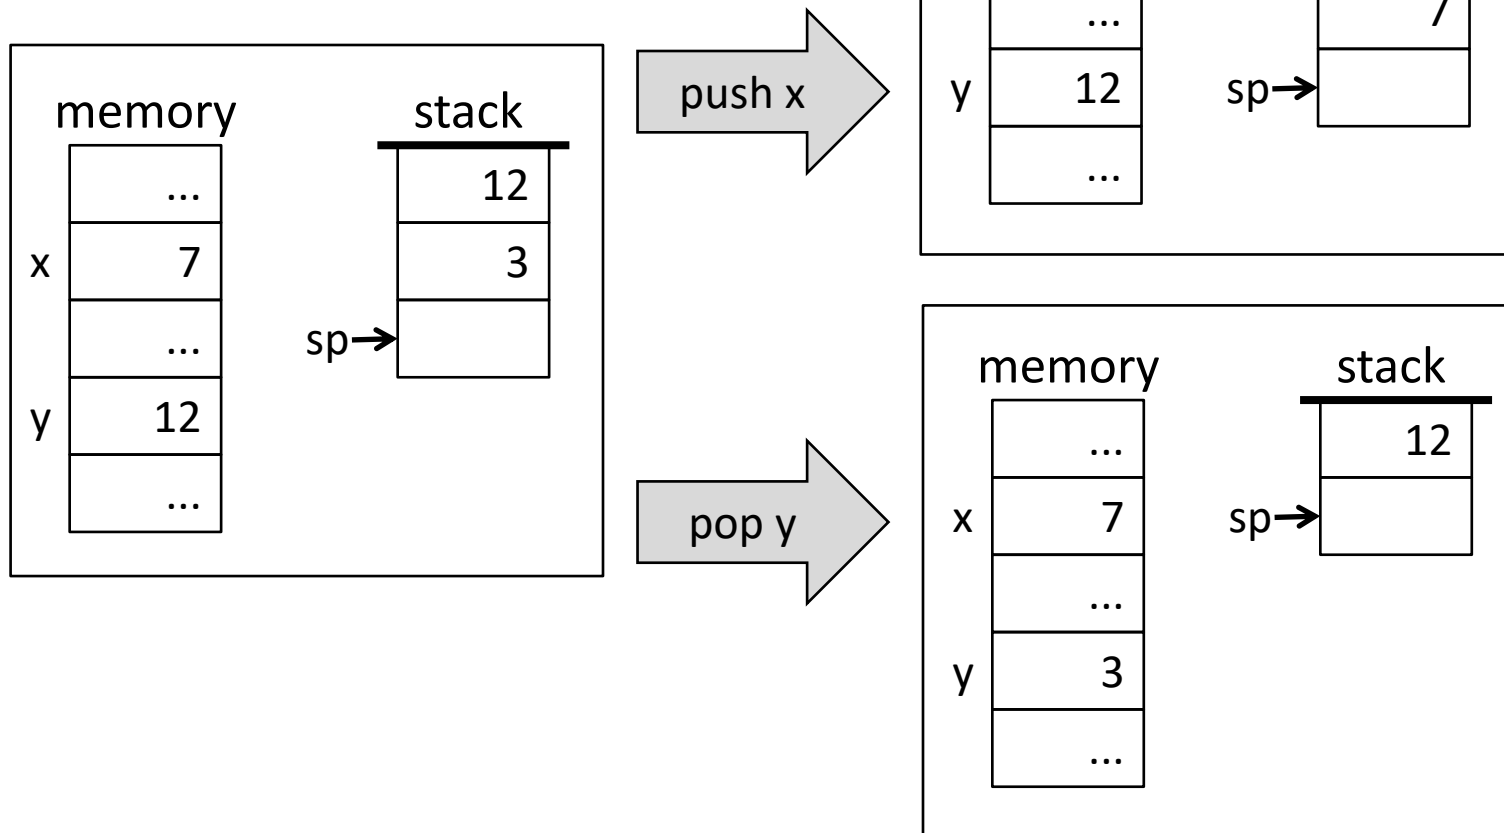 memory stack
...
12
x 7 3
...
sp
y 12
...
push x
pop y
...
7
y 12 sp
...
memory stack
...
12
x 7 sp
...
y 3
...